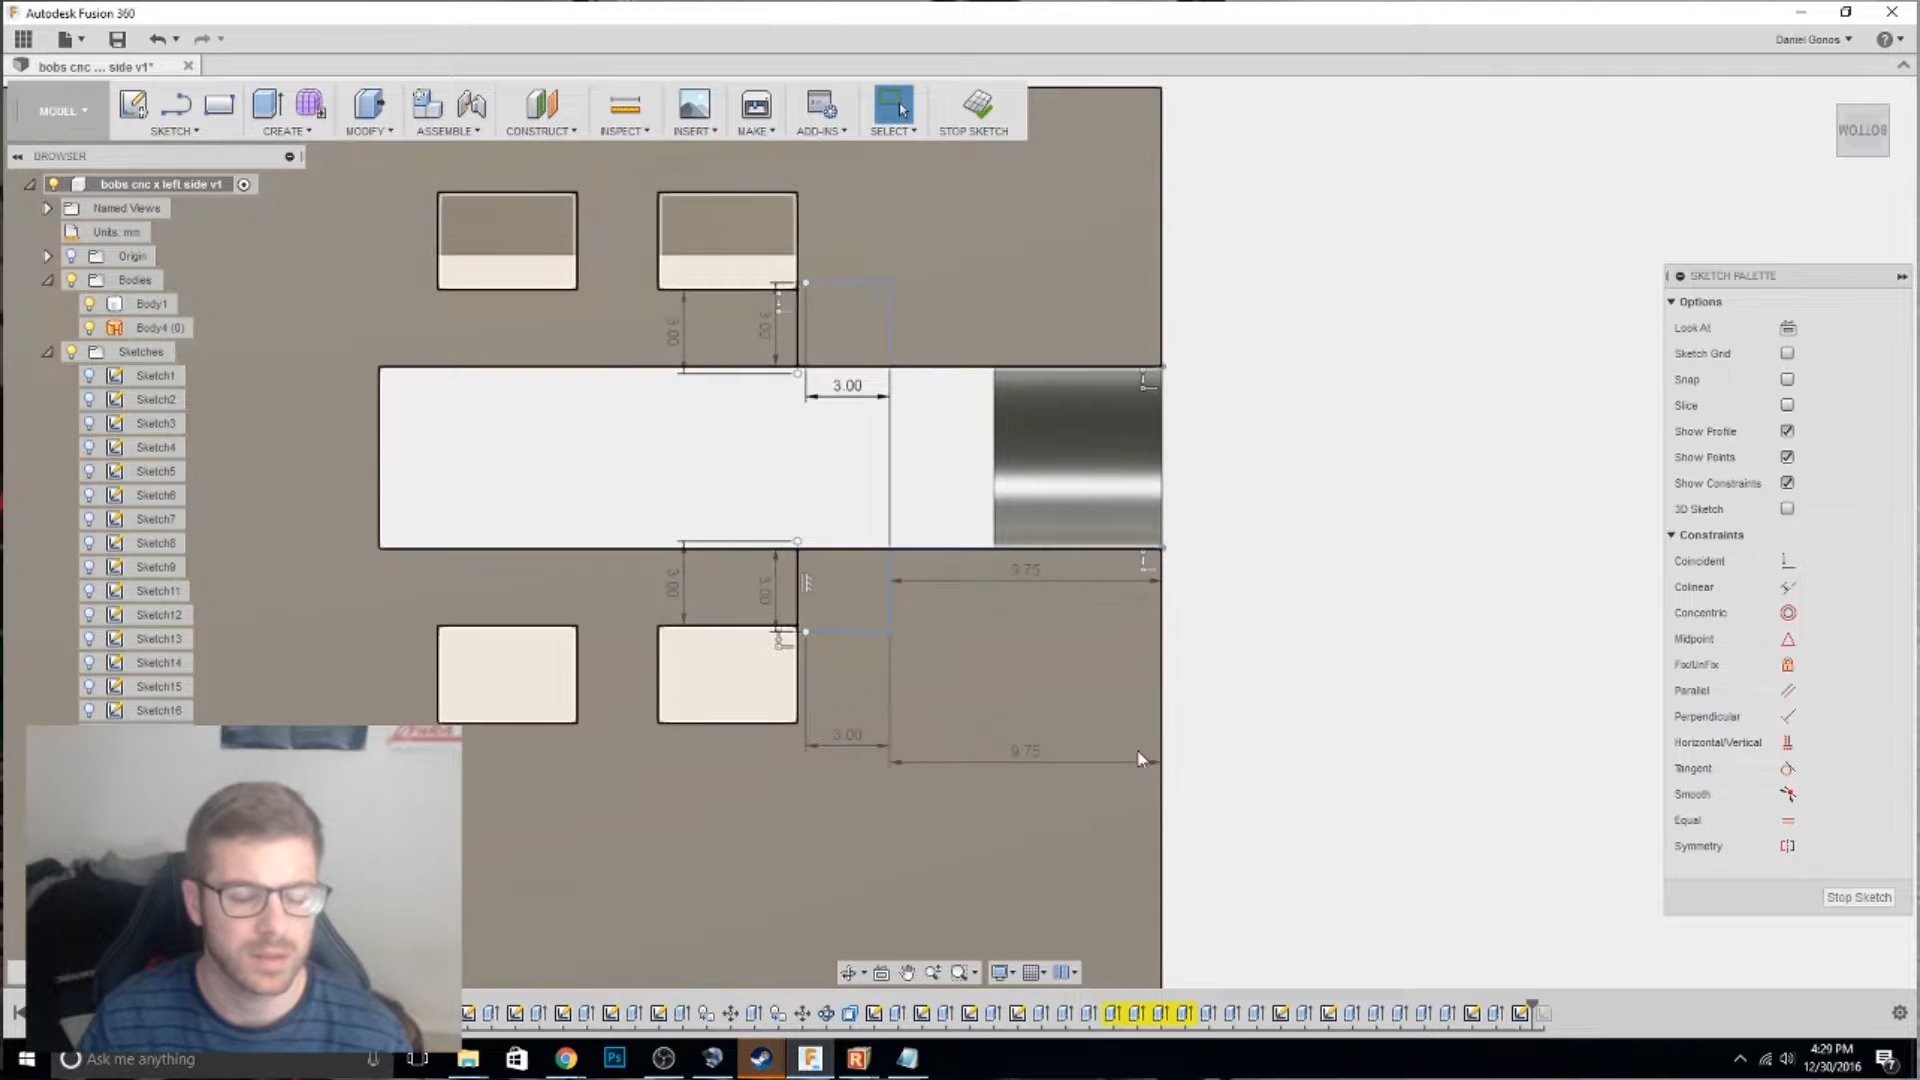 Autodesk Fusion 360
Daniel Gonos
bobs cnc ... side v1*
MODEL
SKETCH
CREATE
MODIFY
ASSEMBLE
CONSTRUCT
INSPECT
INSERT
MAKE
ADD-INS
SELECT
STOP SKETCH
BOTTOM
BROWSER
bobs cnc x left side v1
Named Views
Units: mm
Origin
Bodies
Body1
Body4 (0)
Sketches
Sketch1
Sketch2
Sketch3
Sketch4
Sketch5
Sketch6
Sketch7
Sketch8
Sketch9
Sketch11
Sketch12
Sketch13
Sketch14
Sketch15
Sketch16
3.00
3.00
3.00
3.00
3.00
9.75
3.00
9.75
SKETCH PALETTE
Options
Look At
Sketch Grid
Snap
Slice
Show Profile
Show Points
Show Constraints
3D Sketch
Constraints
Coincident
Colinear
Concentric
Midpoint
Fix/UnFix
Parallel
Perpendicular
Horizontal/Vertical
Tangent
Smooth
Equal
Symmetry
Stop Sketch
Ask me anything
Ps
4:29 PM
12/30/2016